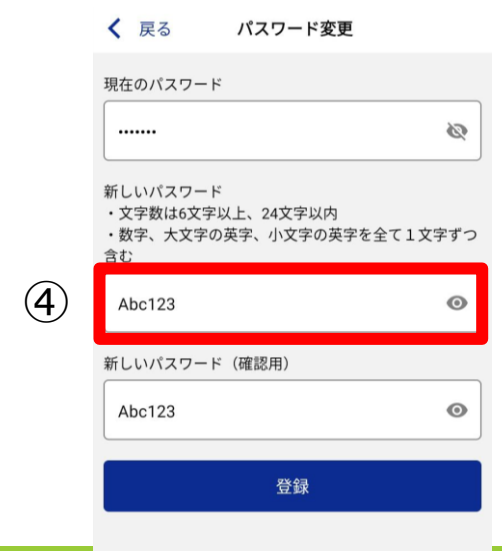 戻る パスワード変更
現在のパスワード
•••••••
新しいパスワード
・文字数は6文字以上、24文字以内
・数字、大文字の英字、小文字の英字を全て１文字ずつ
含む
④ Abc123
新しいパスワード（確認用）
Abc123
登録